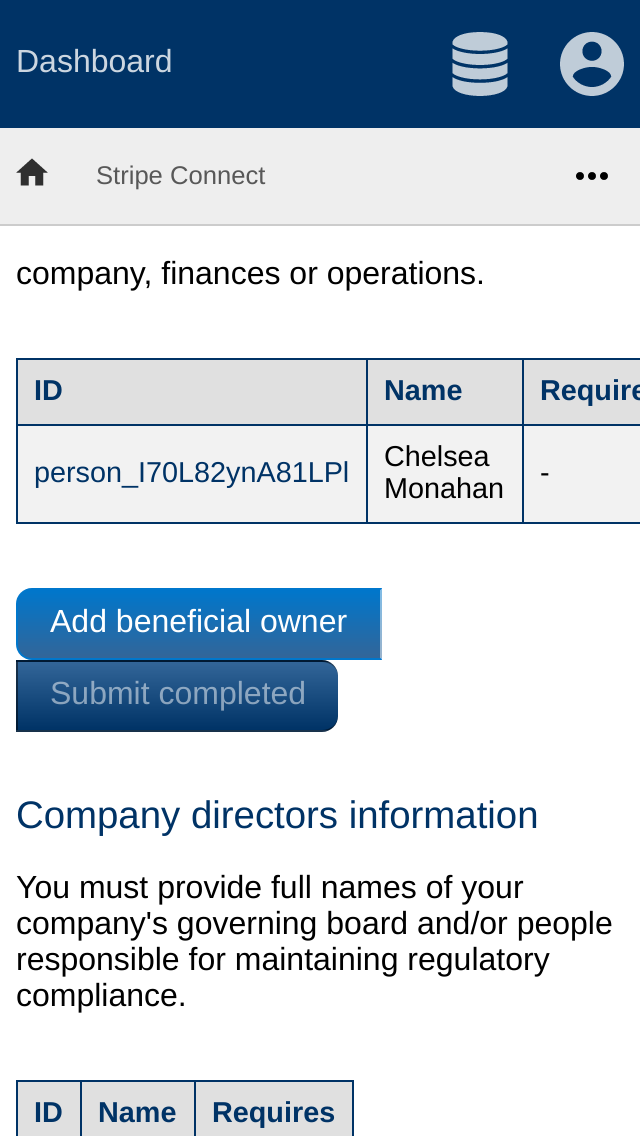 Dashboard
Stripe Connect
company, finances or operations.
ID Name Require
person_I70L82ynA81LPl Chelsea Monahan -
Add beneficial owner
Submit completed
Company directors information
You must provide full names of your
company's governing board and/or people
responsible for maintaining regulatory
compliance.
ID Name Requires